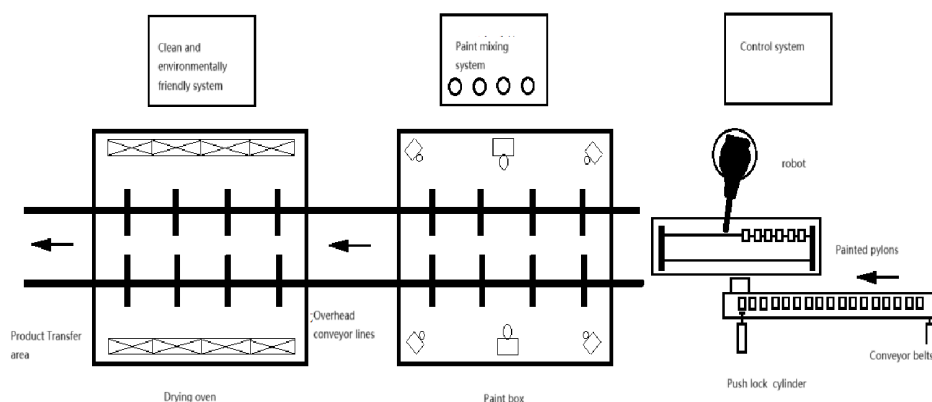 Clean and
environmentally
friendly system
Paint mixing
system
Control system
robot
Painted pylons
Overhead
conveyor lines
Product Transfer
area
Conveyor belts
Push lock cylinder
Drying oven
Paint box